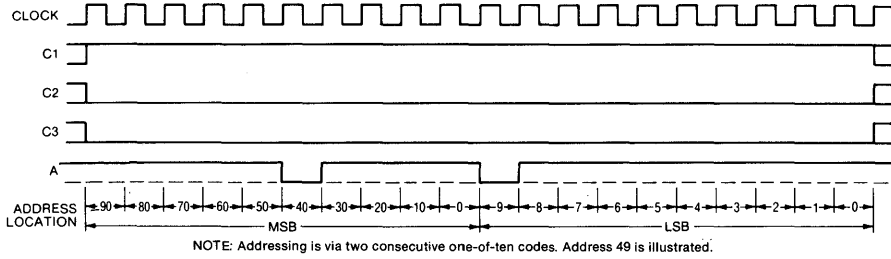 CLOCK
C1
C2
C3
A
ADDRESS LOCATION 90 80 70 60 50 40 30 20 10 0 9 8 7 6 5 4 3 2 1 0
MSB LSB
NOTE: Addressing is via two consecutive one-of-ten codes. Address 49 is illustrated.